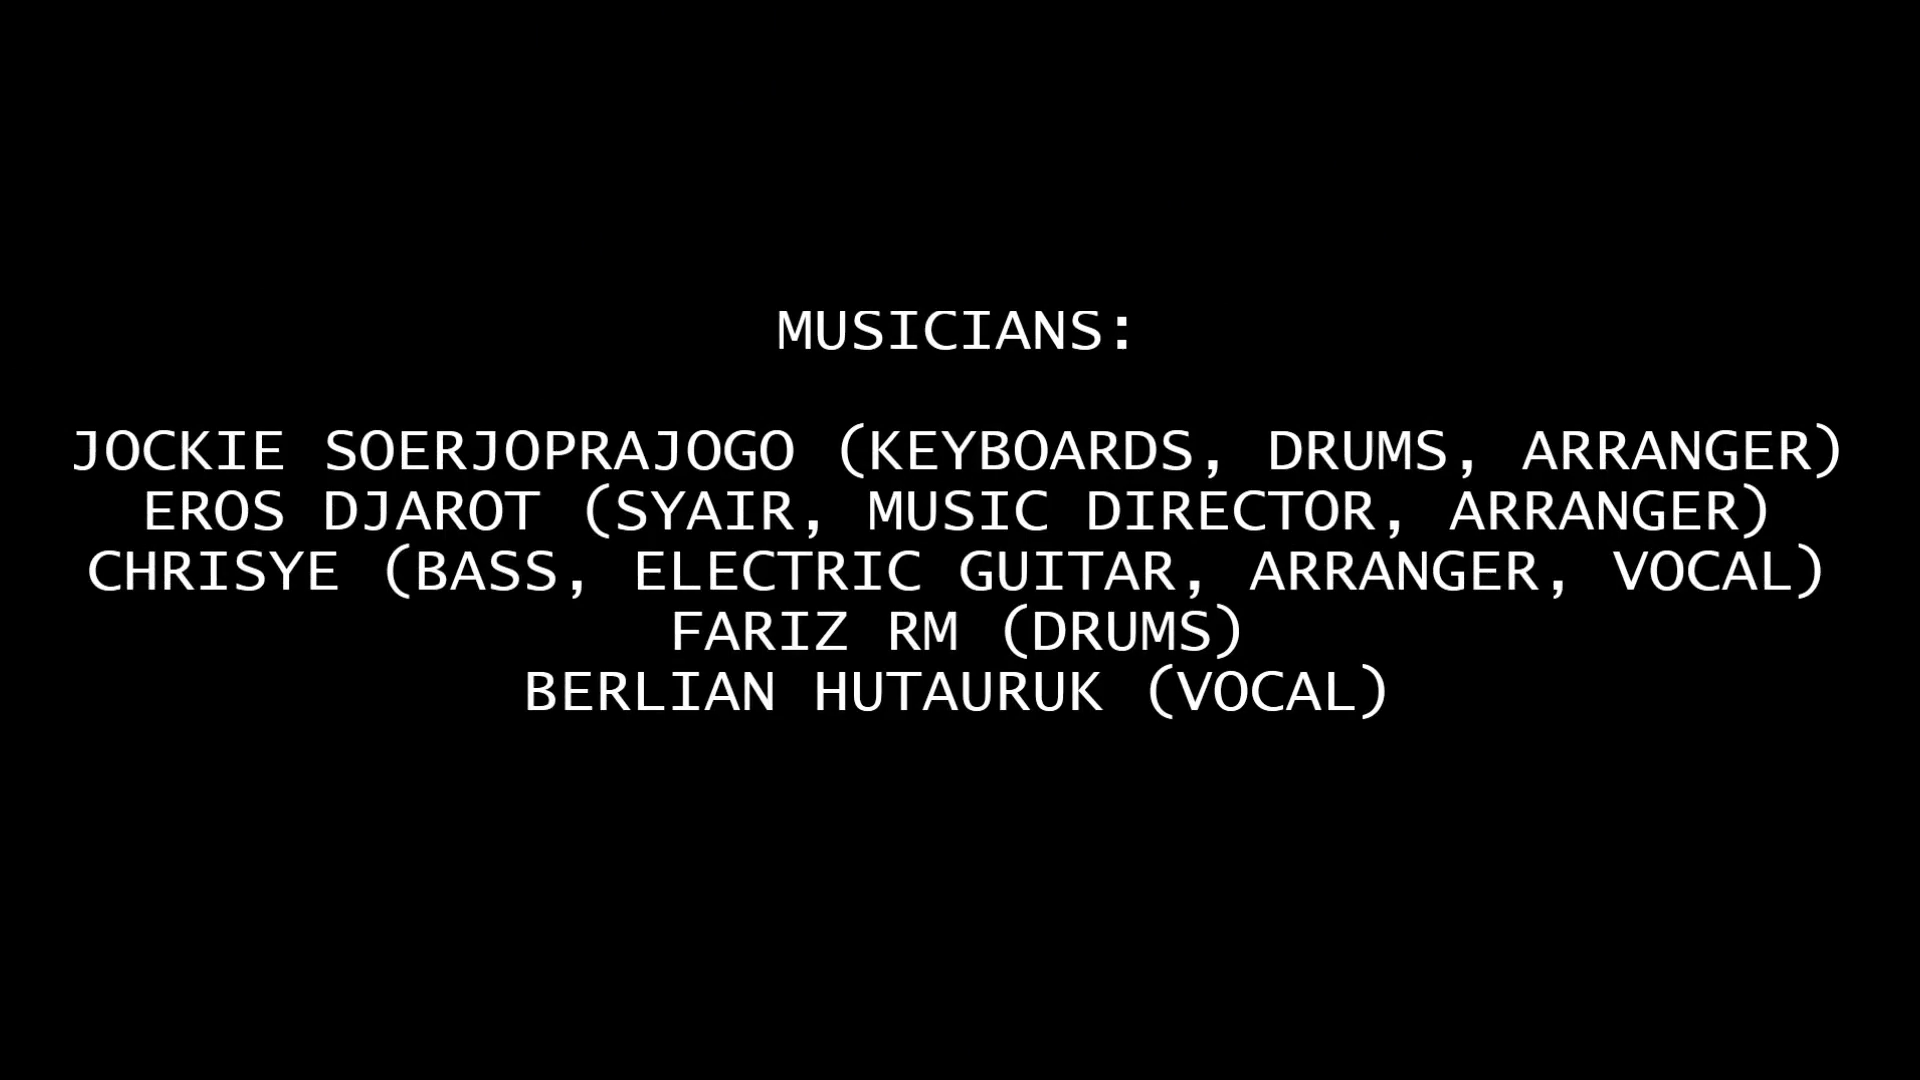 MUSICIANS:
JOCKIE SOERJOPRAJOGO (KEYBOARDS, DRUMS, ARRANGER)
EROS DJAROT (SYAIR, MUSIC DIRECTOR, ARRANGER)
CHRISYE (BASS, ELECTRIC GUITAR, ARRANGER, VOCAL)
FARIZ RM (DRUMS)
BERLIAN HUTAURUK (VOCAL)